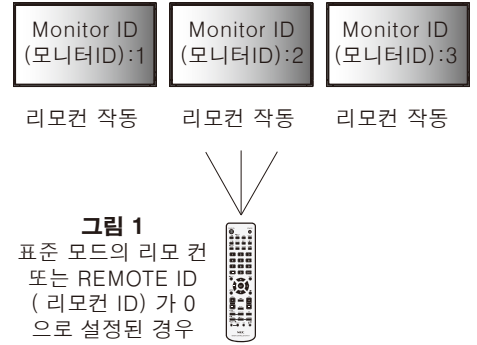 Monitor ID
(모니터ID):1
Monitor ID
(모니터ID):2
Monitor ID
(모니터ID):3
리모컨 작동
리모컨 작동
리모컨 작동
그림 1
표준 모드의 리모 컨
또는 REMOTE ID
( 리모컨 ID) 가 0
으로 설정된 경우
NEC